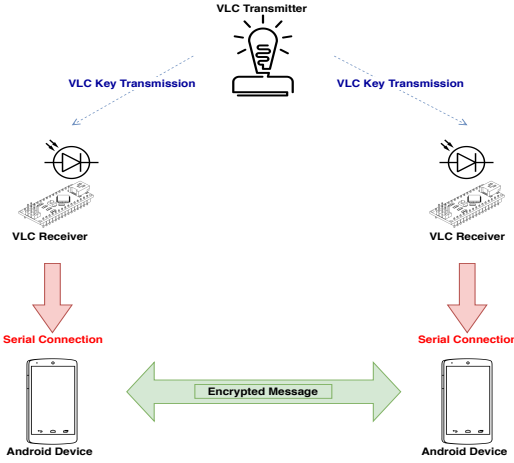 VLC Transmitter
VLC Key Transmission
VLC Key Transmission
VLC Receiver
VLC Receiver
Serial Connection
Serial Connection
Encrypted Message
Android Device
Android Device